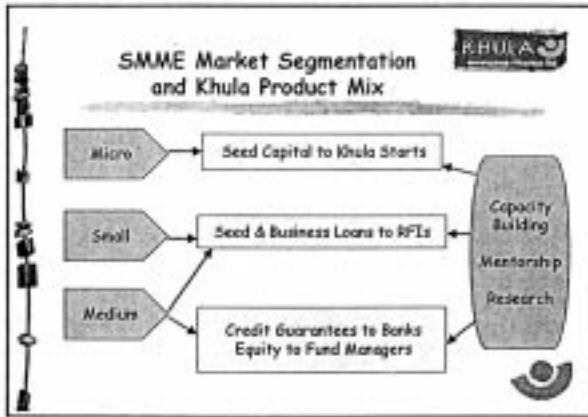 SMME Market Segmentation
and Khula Product Mix
KHULA
Micro
Seed Capital to Khula Starts
Small
Seed & Business Loans to RFIs
Medium
Credit Guarantees to Banks
Equity to Fund Managers
Capacity
Building
Mentorship
Research